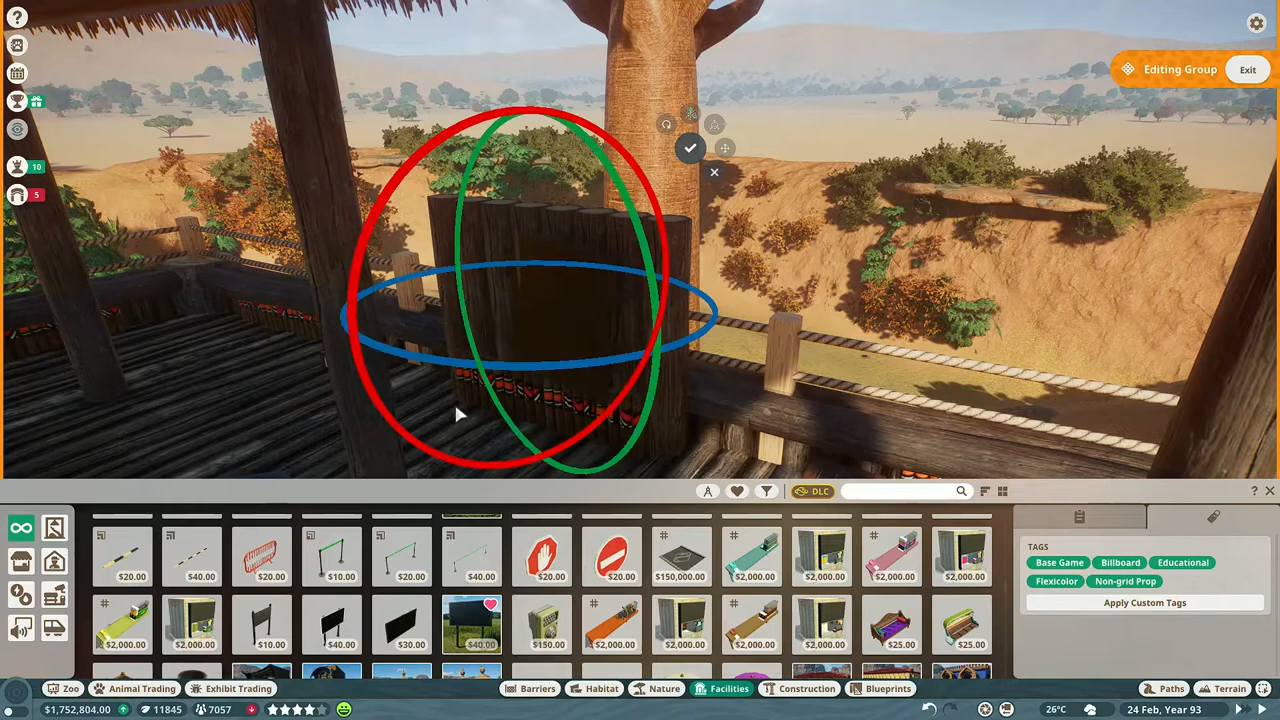 Editing Group Exit
10
5
DLC
$20.00 $40.00 $20.00 $10.00 $20.00 $40.00 $20.00 $20.00 $150,000.00 $2,000.00 $2,000.00 $2,000.00 $2,000.00
$2,000.00 $2,000.00 $10.00 $40.00 $30.00 $40.00 $150.00 $2,000.00 $2,000.00 $2,000.00 $2,000.00 $25.00 $25.00
TAGS
Base Game Billboard Educational
Flexicolor Non-grid Prop
Apply Custom Tags
Zoo Animal Trading Exhibit Trading Barriers Habitat Nature Facilities Construction Blueprints Paths Terrain
$1,752,804.00 11845 7057 26°C 24 Feb, Year 93